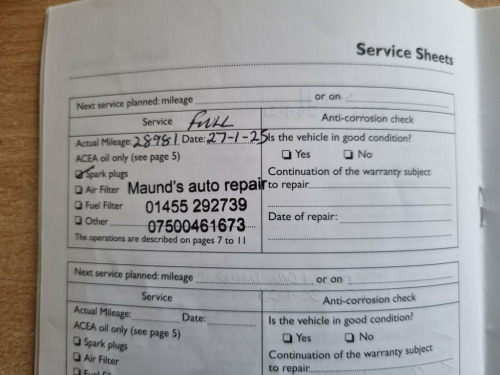 Service Sheets
Next service planned: mileage or on
Service Full
Anti-corrosion check
Actual Mileage: 28981 Date: 27-1-25
Is the vehicle in good condition?
ACEA oil only (see page 5)
Yes No
Spark plugs
Continuation of the warranty subject
to repair
Air Filter
Maund's auto repair
Fuel Filter
01455 292739
Date of repair:
Other
07500461673
The operations are described on pages 7 to 11
Next service planned: mileage or on
Service
Anti-corrosion check
Actual Mileage: Date:
Is the vehicle in good condition?
ACEA oil only (see page 5)
Yes No
Spark plugs
Continuation of the warranty subject
to repair
Air Filter